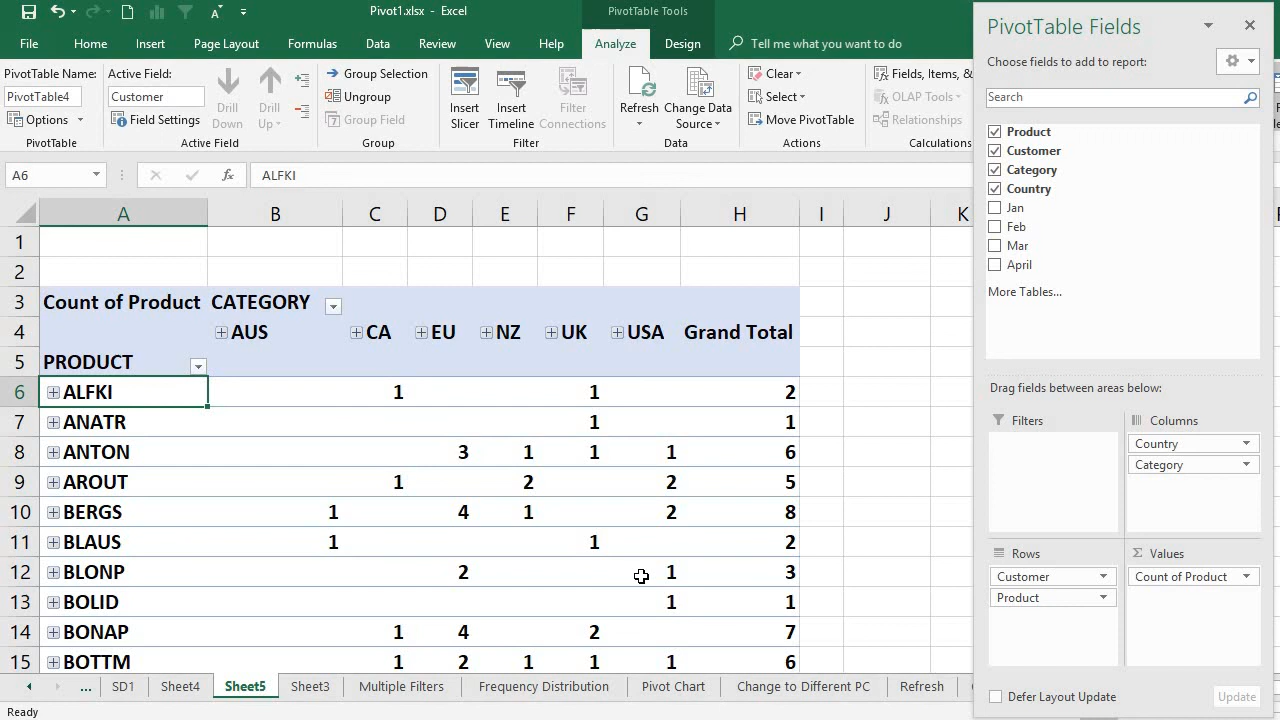 Pivot1.xlsx - Excel
PivotTable Tools
File Home Insert Page Layout Formulas Data Review View Help Analyze Design Tell me what you want to do
PivotTable Name:
PivotTable4
Options
PivotTable
Active Field:
Customer
Field Settings
Drill Down
Drill Up
Active Field
Group Selection
Ungroup
Group Field
Group
Insert Slicer
Insert Timeline
Filter Connections
Filter
Refresh
Change Data Source
Data
Clear
Select
Move PivotTable
Actions
Fields, Items, &
OLAP Tools
Relationships
Calculations
A6 fx ALFKI
A B C D E F G H I J K
1
2
3 Count of Product CATEGORY
4 AUS CA EU NZ UK USA Grand Total
5 PRODUCT
6 ALFKI 1 1 2
7 ANATR 1 1
8 ANTON 3 1 1 1 6
9 AROUT 1 2 2 5
10 BERGS 1 4 1 2 8
11 BLAUS 1 1 2
12 BLONP 2 1 3
13 BOLID 1 1
14 BONAP 1 4 2 7
15 BOTTM 1 2 1 1 1 6
... SD1 Sheet4 Sheet5 Sheet3 Multiple Filters Frequency Distribution Pivot Chart Change to Different PC Refresh
Ready
PivotTable Fields
Choose fields to add to report:
Search
Product
Customer
Category
Country
Jan
Feb
Mar
April
More Tables...
Drag fields between areas below:
Filters
Columns
Country
Category
Rows
Customer
Product
Σ Values
Count of Product
Defer Layout Update
Update